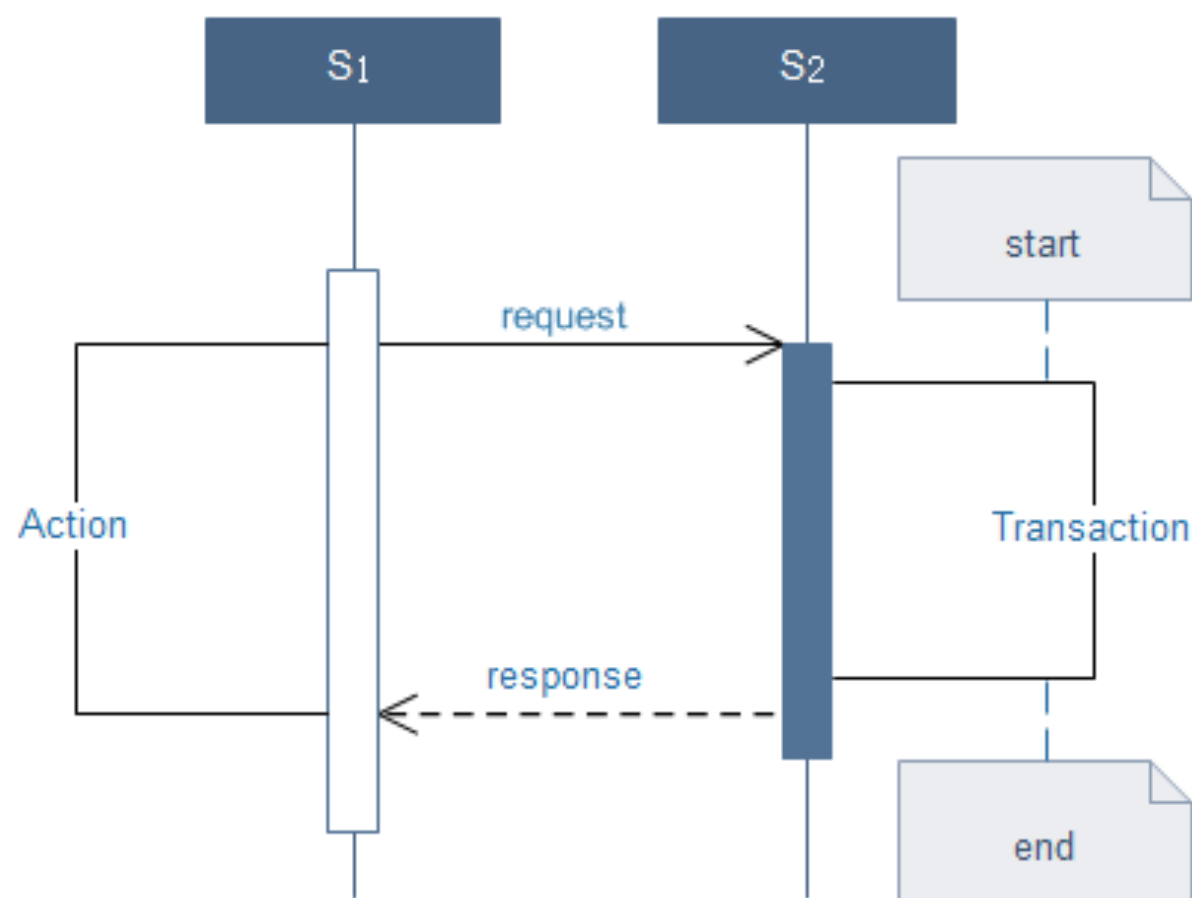 S1
S2
start
request
Action
Transaction
response
end